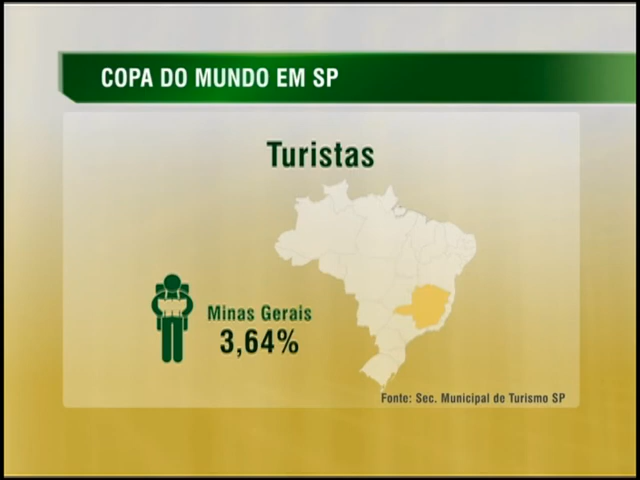 COPA DO MUNDO EM SP
Turistas
Minas Gerais
3,64%
Fonte: Sec. Municipal de Turismo SP